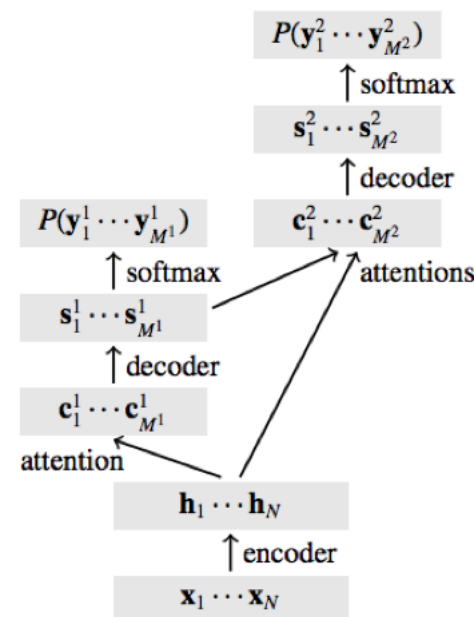 P(y₁² ⋯ y²_{M²})
softmax
s₁² ⋯ s²_{M²}
decoder
P(y₁¹ ⋯ y¹_{M¹})
c₁² ⋯ c²_{M²}
softmax
attentions
s₁¹ ⋯ s¹_{M¹}
decoder
c₁¹ ⋯ c¹_{M¹}
attention
h₁ ⋯ h_N
encoder
x₁ ⋯ x_N